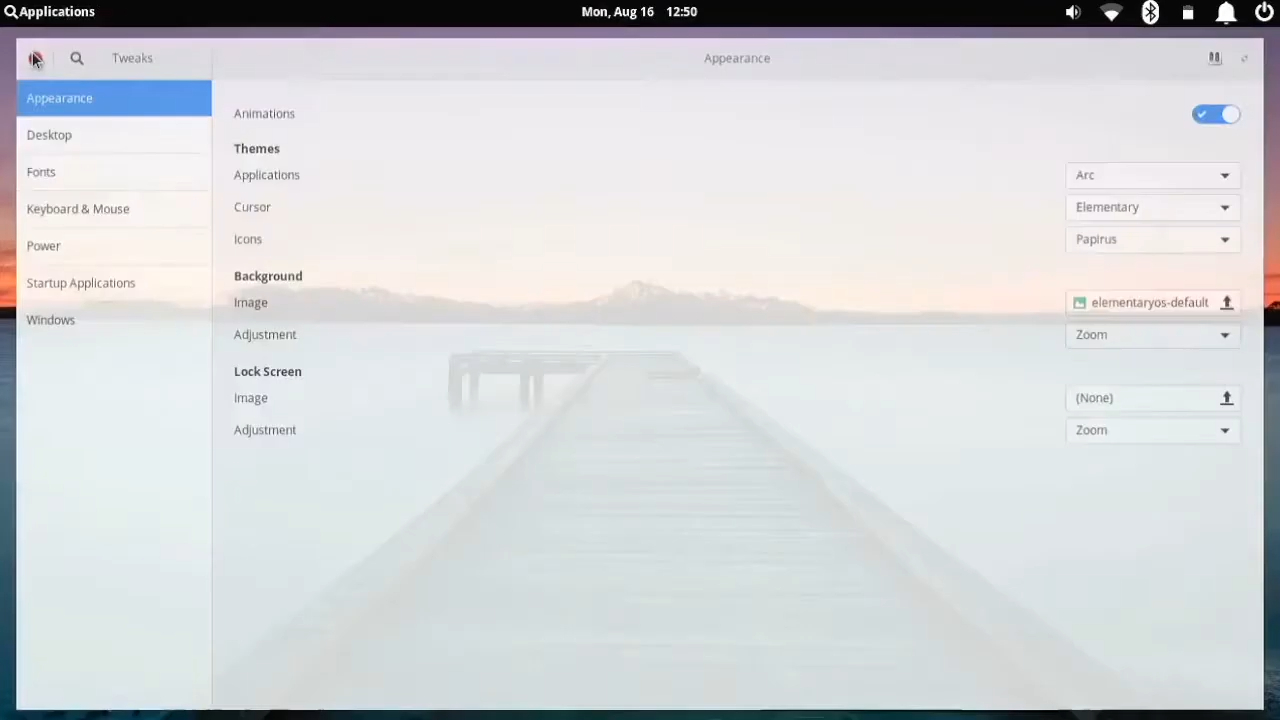 Applications
Mon, Aug 16 12:50
Tweaks
Appearance
Appearance
Desktop
Fonts
Keyboard & Mouse
Power
Startup Applications
Windows
Animations
Themes
Applications
Arc
Cursor
Elementary
Icons
Papirus
Background
Image
elementaryos-default
Adjustment
Zoom
Lock Screen
Image
(None)
Adjustment
Zoom